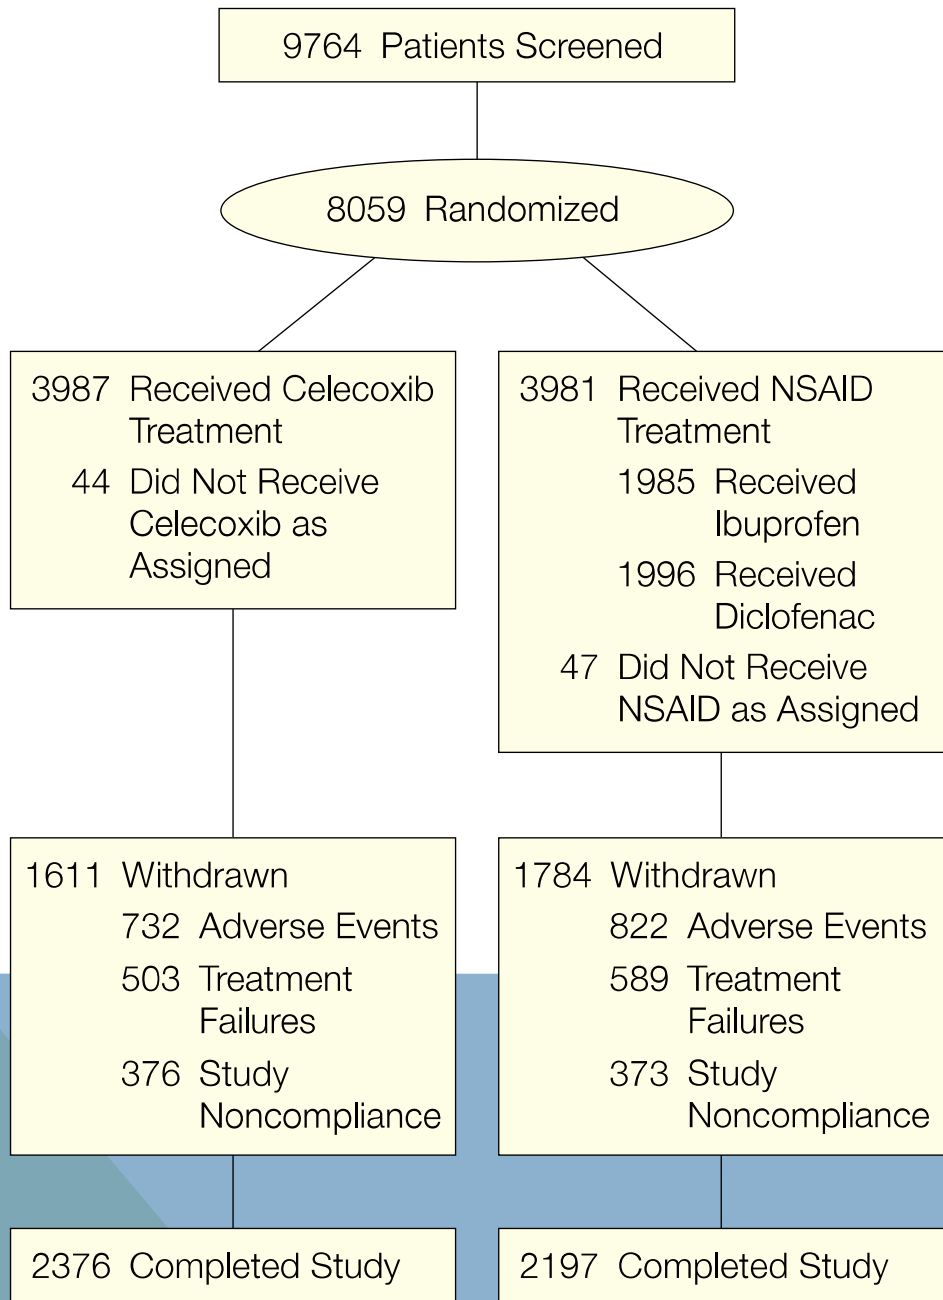 9764 Patients Screened
8059 Randomized
3987 Received Celecoxib
Treatment
44 Did Not Receive
Celecoxib as
Assigned
3981 Received NSAID
Treatment
1985 Received
Ibuprofen
1996 Received
Diclofenac
47 Did Not Receive
NSAID as Assigned
1611 Withdrawn
732 Adverse Events
503 Treatment
Failures
376 Study
Noncompliance
1784 Withdrawn
822 Adverse Events
589 Treatment
Failures
373 Study
Noncompliance
2376 Completed Study
2197 Completed Study